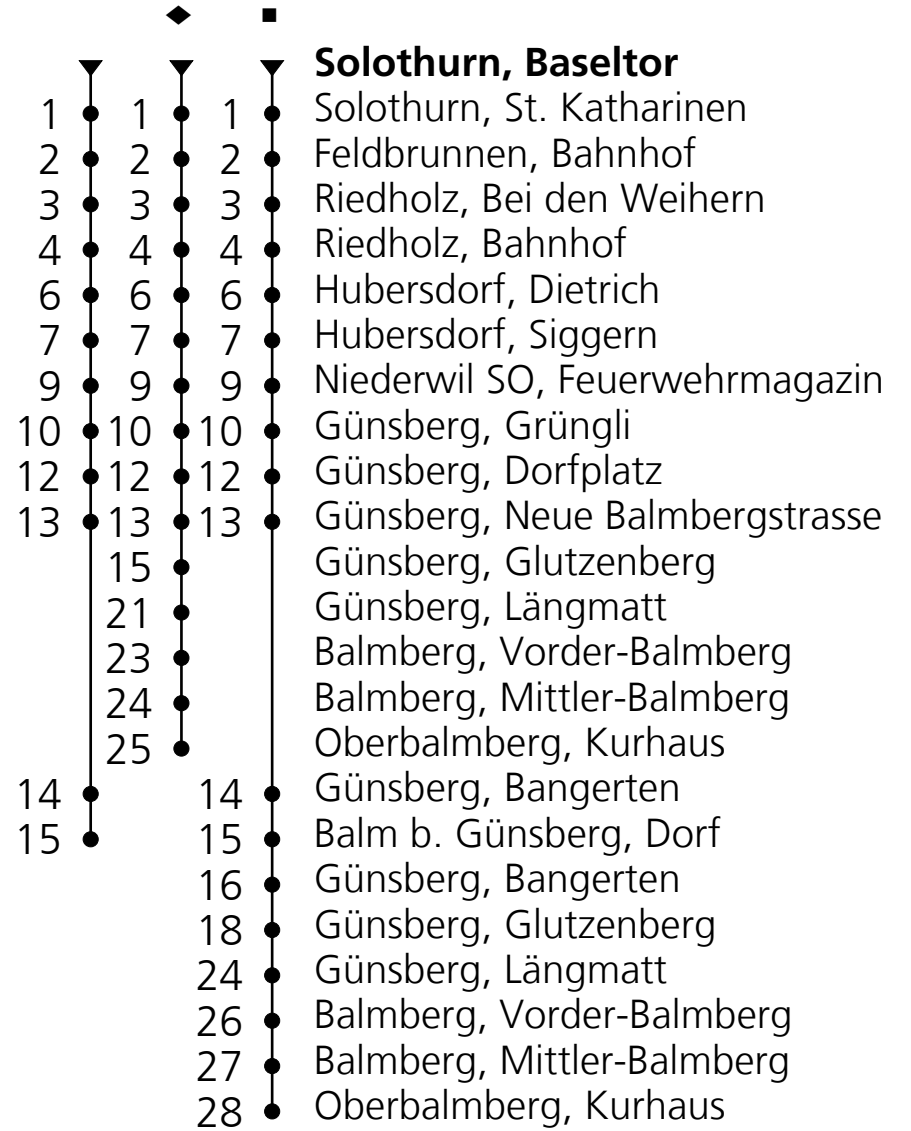 Solothurn, Baseltor
1 1 1 Solothurn, St. Katharinen
2 2 2 Feldbrunnen, Bahnhof
3 3 3 Riedholz, Bei den Weihern
4 4 4 Riedholz, Bahnhof
6 6 6 Hubersdorf, Dietrich
7 7 7 Hubersdorf, Siggern
9 9 9 Niederwil SO, Feuerwehrmagazin
10 10 10 Günsberg, Grüngli
12 12 12 Günsberg, Dorfplatz
13 13 13 Günsberg, Neue Balmbergstrasse
15 Günsberg, Glutzenberg
21 Günsberg, Längmatt
23 Balmberg, Vorder-Balmberg
24 Balmberg, Mittler-Balmberg
25 Oberbalmberg, Kurhaus
14 14 Günsberg, Bangerten
15 15 Balm b. Günsberg, Dorf
16 Günsberg, Bangerten
18 Günsberg, Glutzenberg
24 Günsberg, Längmatt
26 Balmberg, Vorder-Balmberg
27 Balmberg, Mittler-Balmberg
28 Oberbalmberg, Kurhaus